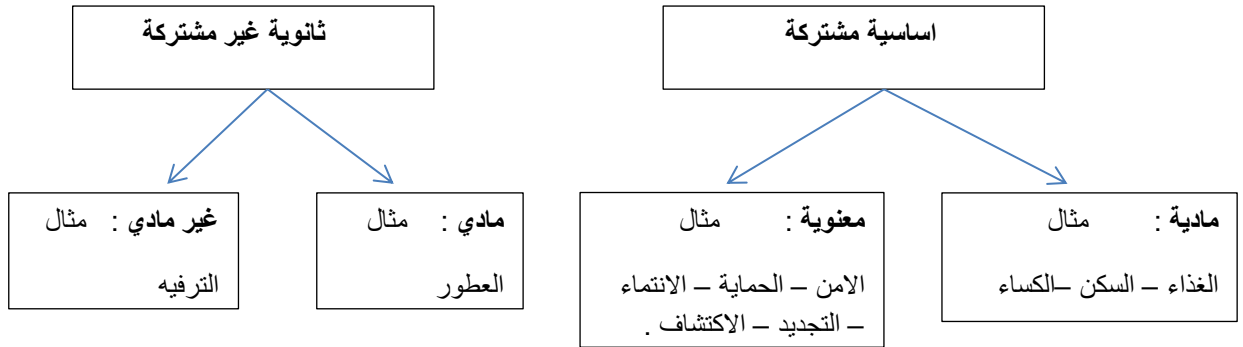 اساسية مشتركة
ثانوية غير مشتركة
مادية : مثال
الغذاء – السكن –الكساء
معنوية : مثال
الامن – الحماية – الانتماء
– التجديد – الاكتشاف .
مادي : مثال
العطور
غير مادي : مثال
الترفيه